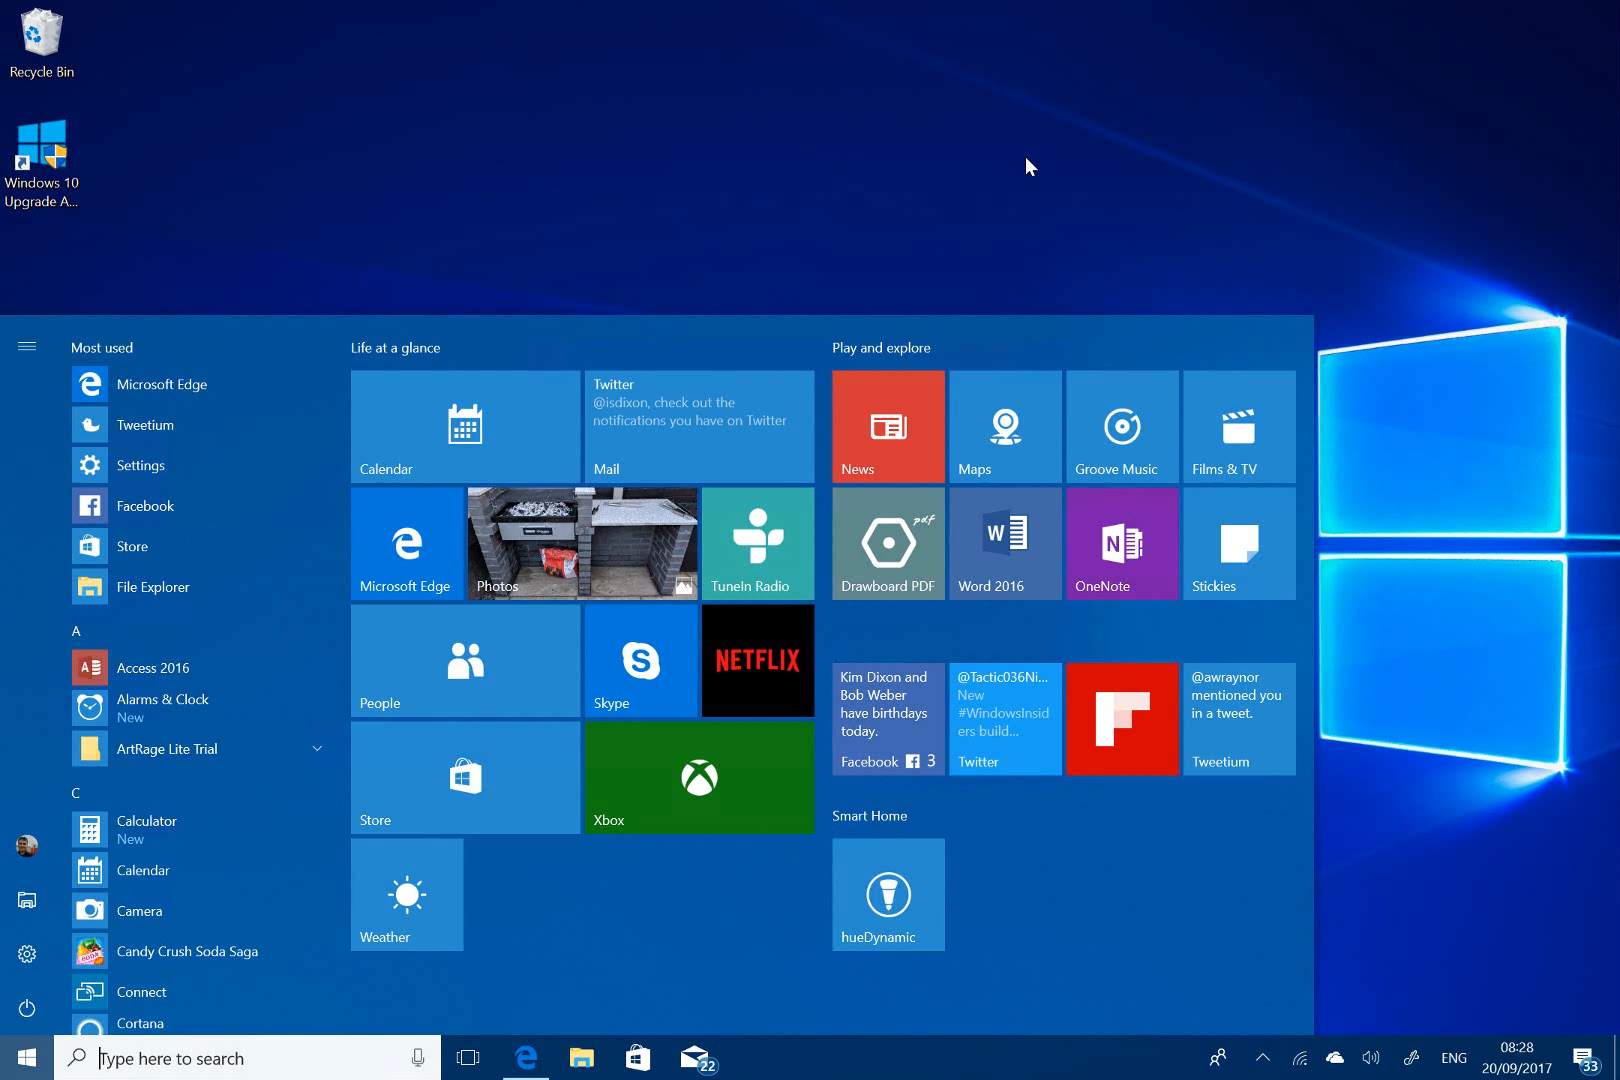 Recycle Bin
Windows 10
Upgrade A...
Most used
Microsoft Edge
Tweetium
Settings
Facebook
Store
File Explorer
A
Access 2016
Alarms & Clock
New
ArtRage Lite Trial
C
Calculator
New
Calendar
Camera
Candy Crush Soda Saga
Connect
Cortana
Life at a glance
Calendar
Twitter
@isdixon, check out the
notifications you have on Twitter
Mail
Microsoft Edge
Photos
TuneIn Radio
People
Skype
NETFLIX
Store
Xbox
Weather
Play and explore
News
Maps
Groove Music
Films & TV
pdf
Drawboard PDF
Word 2016
OneNote
Stickies
Kim Dixon and
Bob Weber
have birthdays
today.
Facebook 3
@Tactic036Ni...
New
#WindowsInsid
ers build...
Twitter
@awraynor
mentioned you
in a tweet.
Tweetium
Smart Home
hueDynamic
Type here to search
22
ENG
08:28
20/09/2017
33